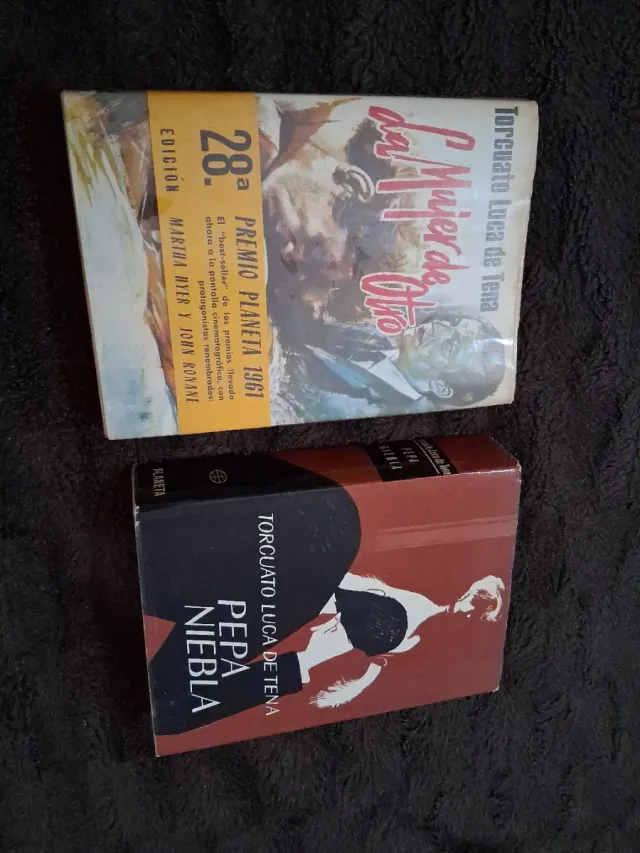 Torcuato Luca de Tena
La Mujer de
Otro
28ª
EDICIÓN
PREMIO PLANETA 1961
El "best-seller" de los premios llevado
ahora a la pantalla cinematográfica, con
protagonistas renombrados:
MARTHA HYER Y JOHN RONANE
PEPA
NIEBLA
PLANETA
TORCUATO LUCA DE TENA
PEPA
NIEBLA